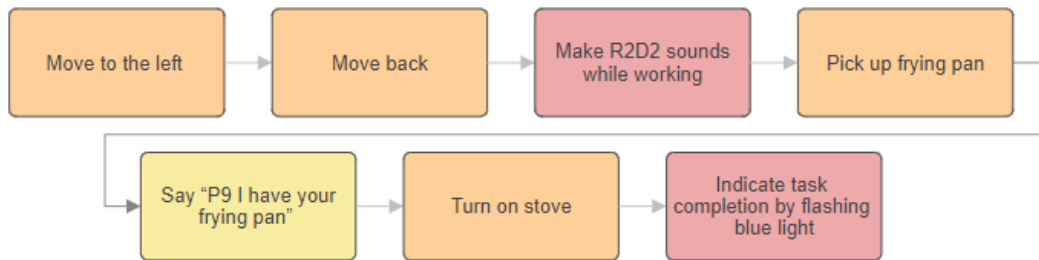 Move to the left
Move back
Make R2D2 sounds
while working
Pick up frying pan
Say “P9 I have your
frying pan”
Turn on stove
Indicate task
completion by flashing
blue light